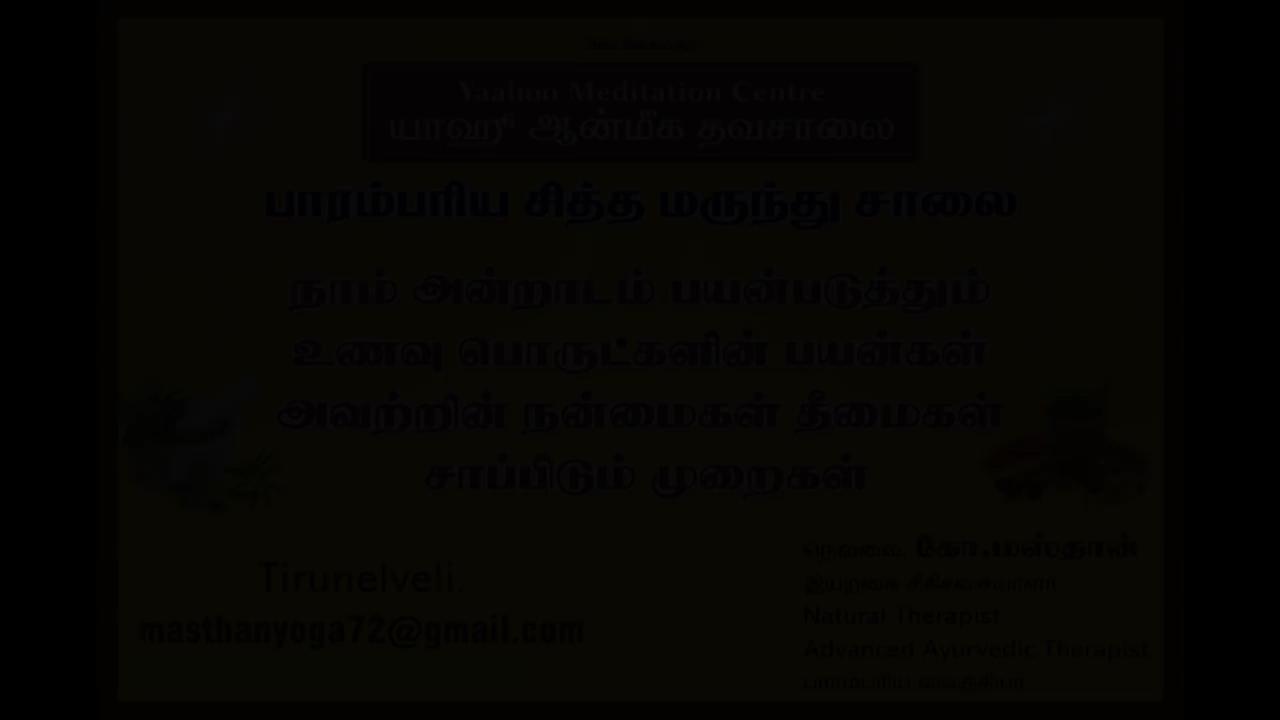 Yaahoo Meditation Centre
யாஹூ ஆன்மீக தவசாலை
பாரம்பரிய சித்த மருந்து சாலை
நாம் அன்றாடம் பயன்படுத்தும்
உணவு பொருட்களின் பயன்கள்
அவற்றின் நன்மைகள் தீமைகள்
சாப்பிடும் முறைகள்
Tirunelveli.
masthanyoga72@gmail.com
நெல்லை. கோ.மஸ்தான்
Natural Therapist
Advanced Ayurvedic Therapist